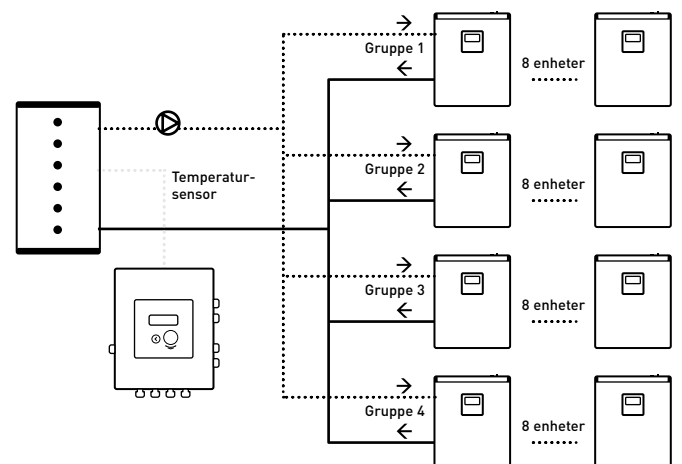 Gruppe 1
8 enheter
Temperatur-
sensor
Gruppe 2
8 enheter
Gruppe 3
8 enheter
Gruppe 4
8 enheter